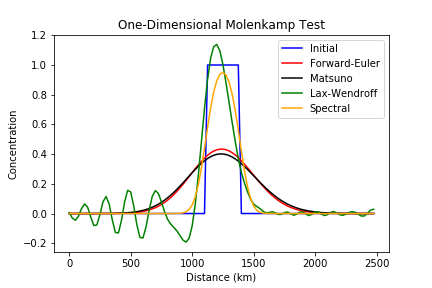 One-Dimensional Molenkamp Test
1.2
1.0
0.8
0.6
0.4
0.2
0.0
−0.2
Concentration
Initial
Forward-Euler
Matsuno
Lax-Wendroff
Spectral
0 500 1000 1500 2000 2500
Distance (km)